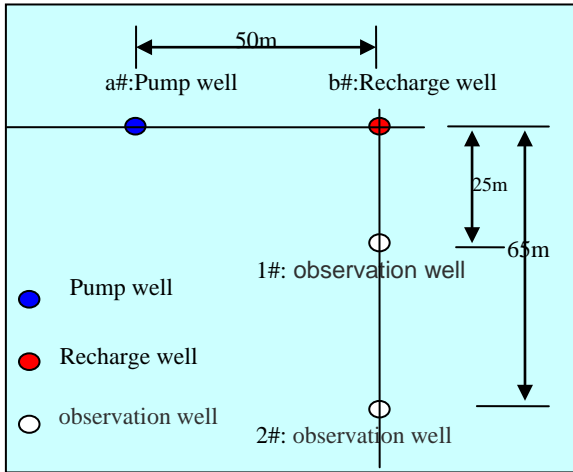 50m
a#:Pump well
b#:Recharge well
25m
65m
1#: observation well
Pump well
Recharge well
observation well
2#: observation well